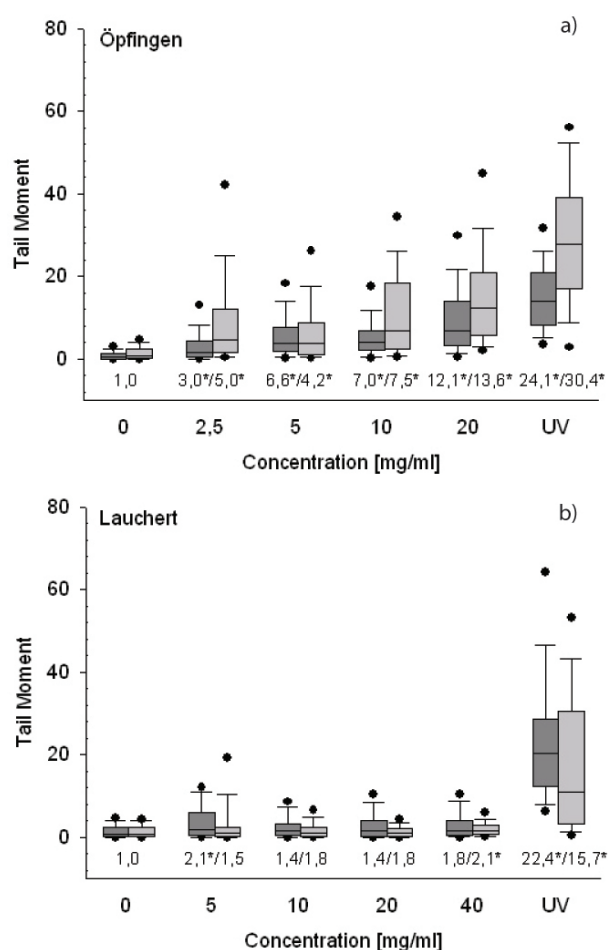 a)
Öpfingen
80
60
40
20
0
Tail Moment
1,0 3,0*/5,0* 6,6*/4,2* 7,0*/7,5* 12,1*/13,6* 24,1*/30,4*
0 2,5 5 10 20 UV
Concentration [mg/ml]
b)
Lauchert
80
60
40
20
0
Tail Moment
1,0 2,1*/1,5 1,4/1,8 1,4/1,8 1,8/2,1* 22,4*/15,7*
0 5 10 20 40 UV
Concentration [mg/ml]